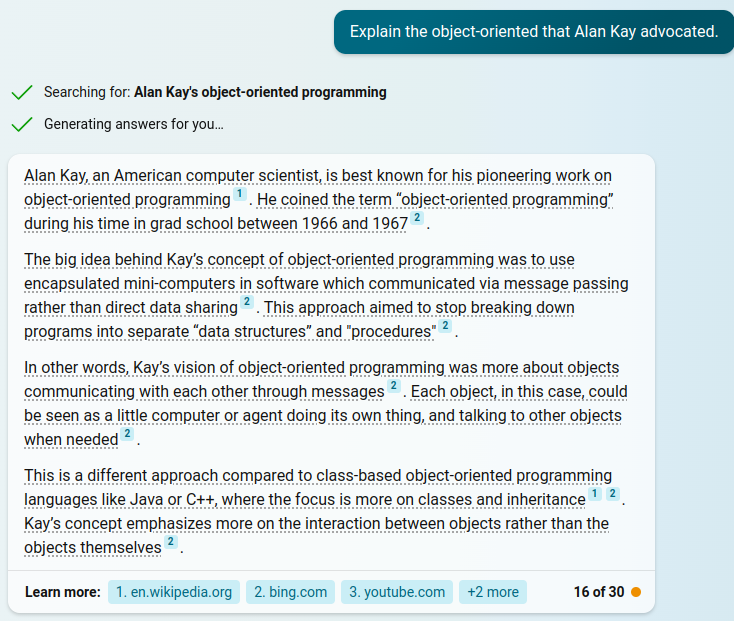 Explain the object-oriented that Alan Kay advocated.
Searching for: Alan Kay's object-oriented programming
Generating answers for you...
Alan Kay, an American computer scientist, is best known for his pioneering work on
object-oriented programming 1 . He coined the term “object-oriented programming”
during his time in grad school between 1966 and 1967 2 .
The big idea behind Kay’s concept of object-oriented programming was to use
encapsulated mini-computers in software which communicated via message passing
rather than direct data sharing 2 . This approach aimed to stop breaking down
programs into separate “data structures” and "procedures" 2 .
In other words, Kay’s vision of object-oriented programming was more about objects
communicating with each other through messages 2 . Each object, in this case, could
be seen as a little computer or agent doing its own thing, and talking to other objects
when needed 2 .
This is a different approach compared to class-based object-oriented programming
languages like Java or C++, where the focus is more on classes and inheritance 1 2 .
Kay’s concept emphasizes more on the interaction between objects rather than the
objects themselves 2 .
Learn more: 1. en.wikipedia.org 2. bing.com 3. youtube.com +2 more 16 of 30